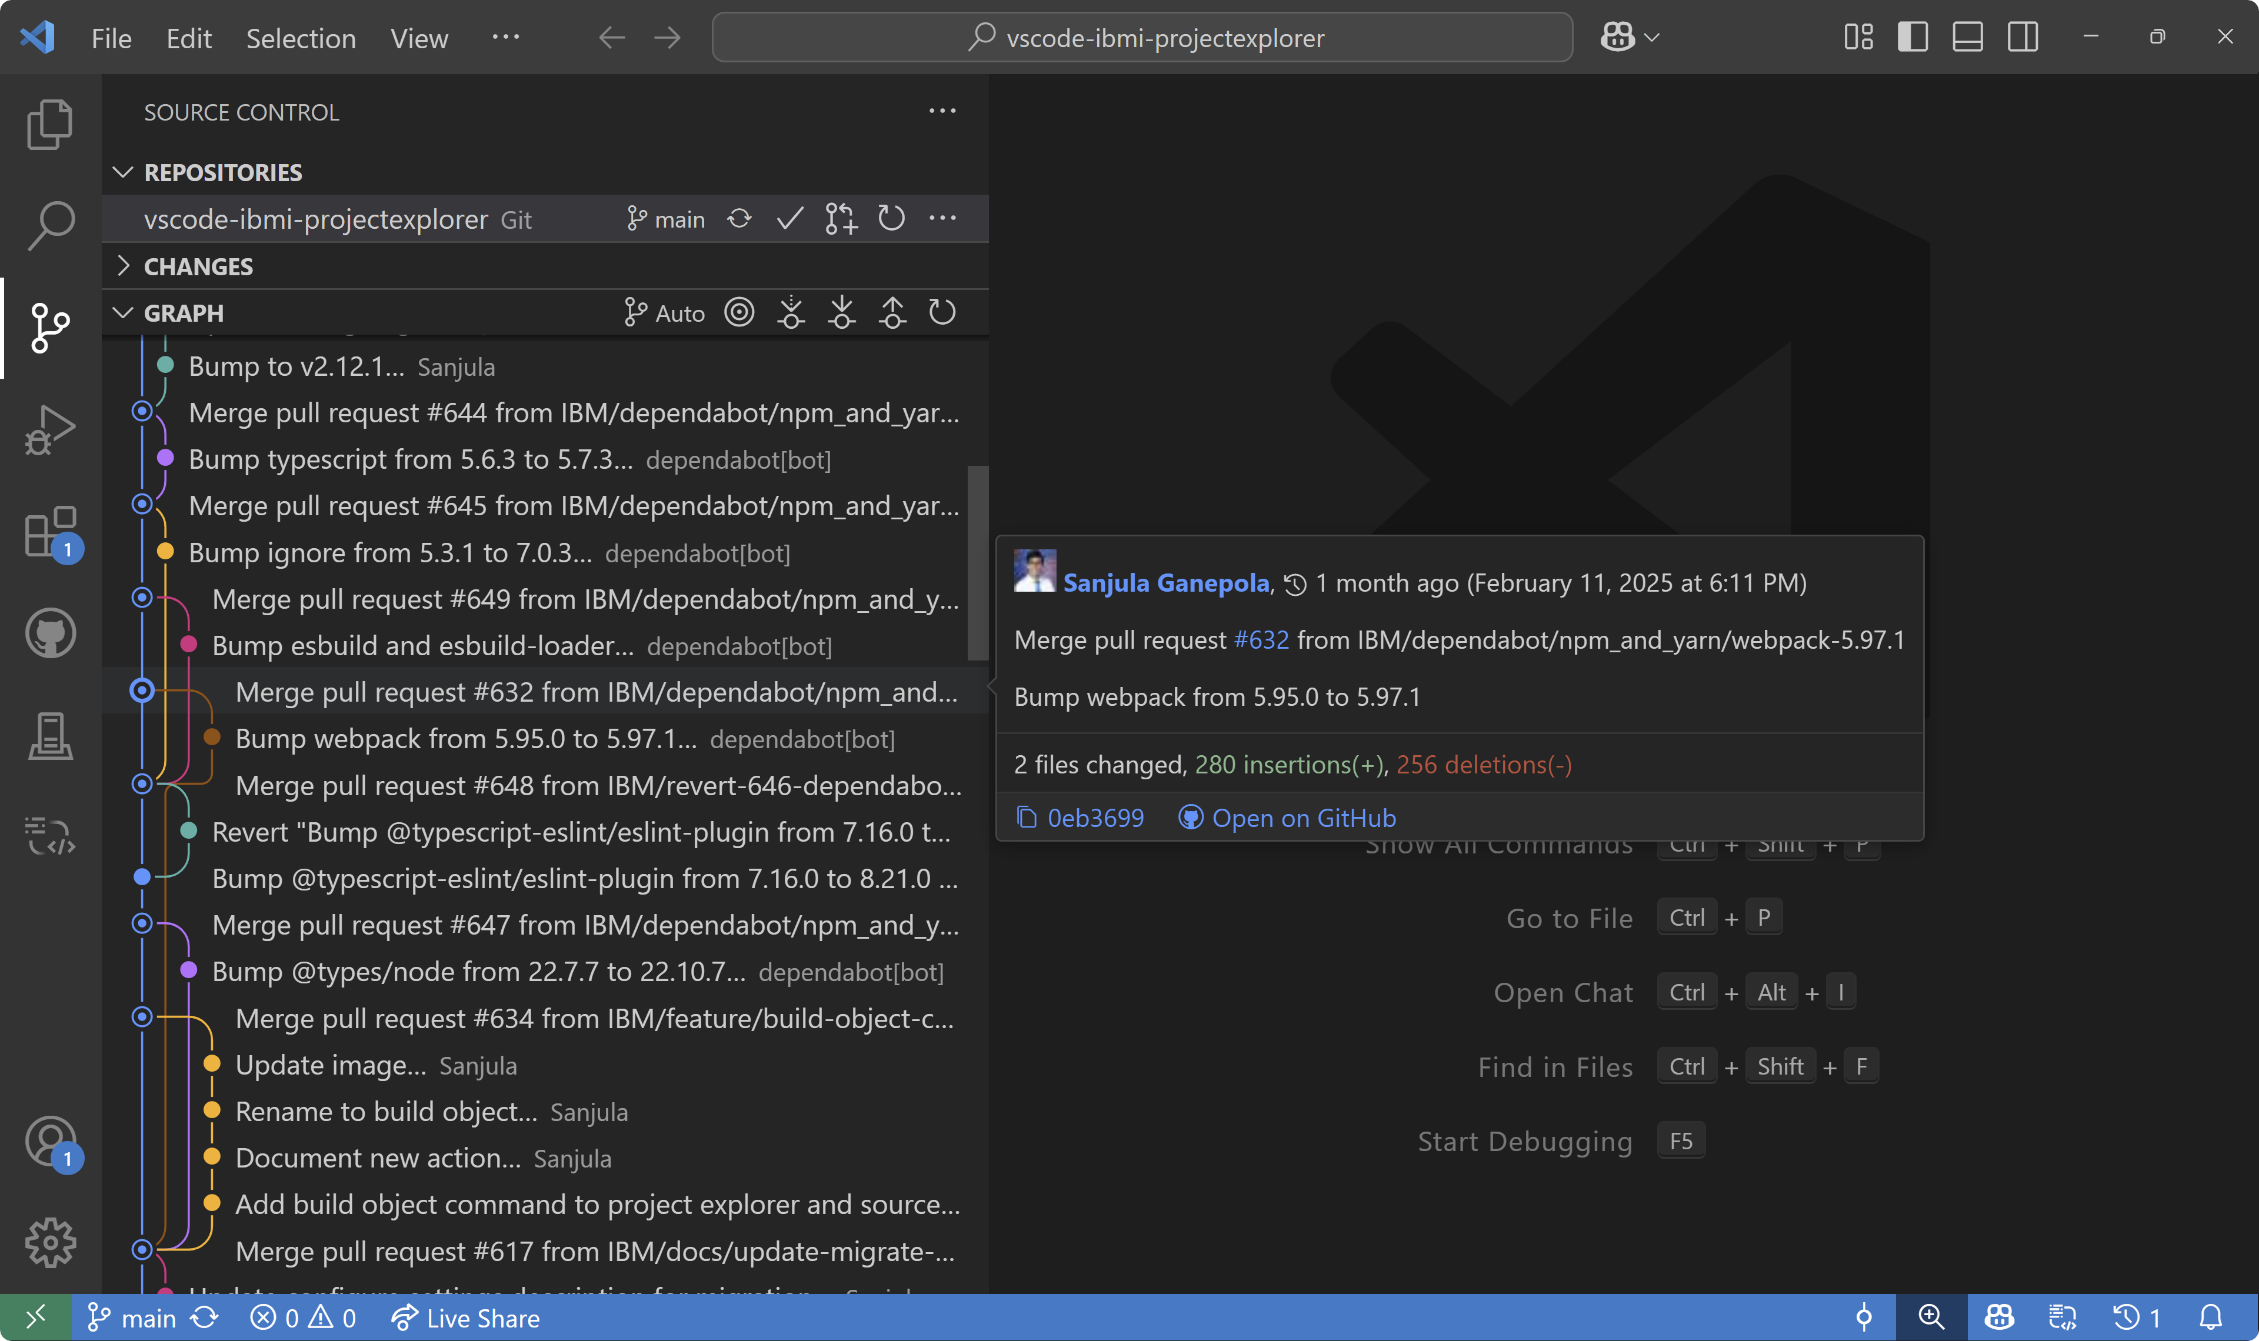 File Edit Selection View ··· vscode-ibmi-projectexplorer
SOURCE CONTROL
REPOSITORIES
vscode-ibmi-projectexplorer Git main
CHANGES
GRAPH Auto
Bump to v2.12.1... Sanjula
Merge pull request #644 from IBM/dependabot/npm_and_yar...
Bump typescript from 5.6.3 to 5.7.3... dependabot[bot]
Merge pull request #645 from IBM/dependabot/npm_and_yar...
Bump ignore from 5.3.1 to 7.0.3... dependabot[bot]
Merge pull request #649 from IBM/dependabot/npm_and_y...
Bump esbuild and esbuild-loader... dependabot[bot]
Merge pull request #632 from IBM/dependabot/npm_and...
Bump webpack from 5.95.0 to 5.97.1... dependabot[bot]
Merge pull request #648 from IBM/revert-646-dependabo...
Revert "Bump @typescript-eslint/eslint-plugin from 7.16.0 t...
Bump @typescript-eslint/eslint-plugin from 7.16.0 to 8.21.0 ...
Merge pull request #647 from IBM/dependabot/npm_and_y...
Bump @types/node from 22.7.7 to 22.10.7... dependabot[bot]
Merge pull request #634 from IBM/feature/build-object-c...
Update image... Sanjula
Rename to build object... Sanjula
Document new action... Sanjula
Add build object command to project explorer and source...
Merge pull request #617 from IBM/docs/update-migrate-...
Update configure settings description for migration
Sanjula Ganepola, 1 month ago (February 11, 2025 at 6:11 PM)
Merge pull request #632 from IBM/dependabot/npm_and_yarn/webpack-5.97.1
Bump webpack from 5.95.0 to 5.97.1
2 files changed, 280 insertions(+), 256 deletions(-)
0eb3699 Open on GitHub
Show All Commands Ctrl + Shift + P
Go to File Ctrl + P
Open Chat Ctrl + Alt + I
Find in Files Ctrl + Shift + F
Start Debugging F5
1
1
main 0 0 Live Share 1